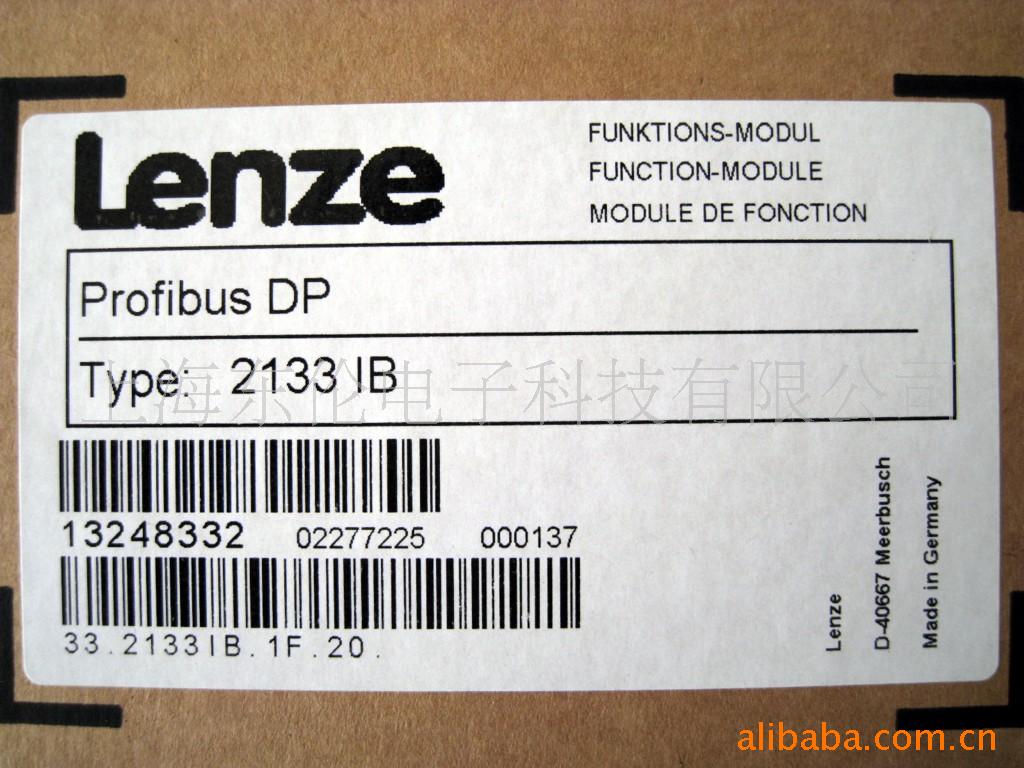 Lenze
FUNKTIONS-MODUL
FUNCTION-MODULE
MODULE DE FONCTION
Profibus DP
Type: 2133 IB
上海东伦电子科技有限公司
13248332 02277225 000137
33.2133IB.1F.20.
Lenze
D-40667 Meerbusch
Made in Germany
alibaba.com.cn